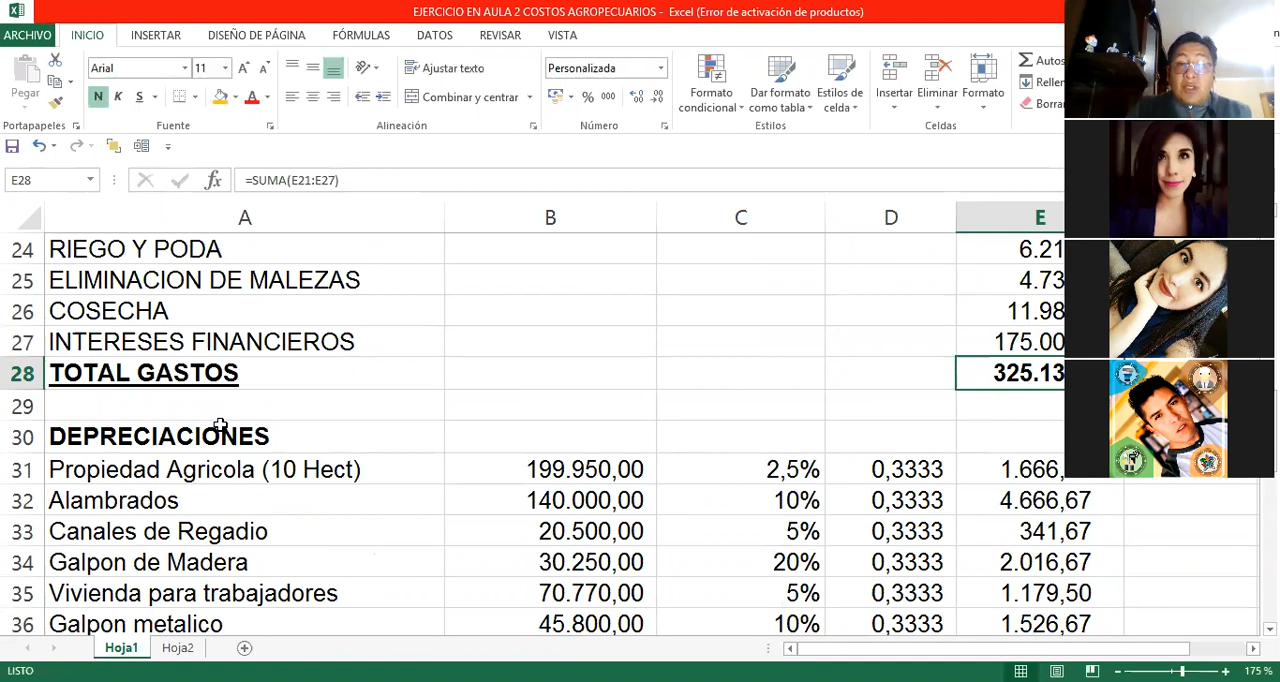 EJERCICIO EN AULA 2 COSTOS AGROPECUARIOS - Excel (Error de activación de productos)
ARCHIVO INICIO INSERTAR DISEÑO DE PÁGINA FÓRMULAS DATOS REVISAR VISTA
Pegar
Arial 11
N K S
Ajustar texto
Combinar y centrar
Personalizada
% 000
Formato condicional
Dar formato como tabla
Estilos de celda
Insertar Eliminar Formato
Autos
Rellen
Borra
Portapapeles Fuente Alineación Número Estilos Celdas
E28 fx =SUMA(E21:E27)
A B C D E
24 RIEGO Y PODA 6.21
25 ELIMINACION DE MALEZAS 4.73
26 COSECHA 11.98
27 INTERESES FINANCIEROS 175.00
28 TOTAL GASTOS 325.13
29
30 DEPRECIACIONES
31 Propiedad Agricola (10 Hect) 199.950,00 2,5% 0,3333 1.666,
32 Alambrados 140.000,00 10% 0,3333 4.666,67
33 Canales de Regadio 20.500,00 5% 0,3333 341,67
34 Galpon de Madera 30.250,00 20% 0,3333 2.016,67
35 Vivienda para trabajadores 70.770,00 5% 0,3333 1.179,50
36 Galpon metalico 45.800,00 10% 0,3333 1.526,67
Hoja1 Hoja2
LISTO 175 %